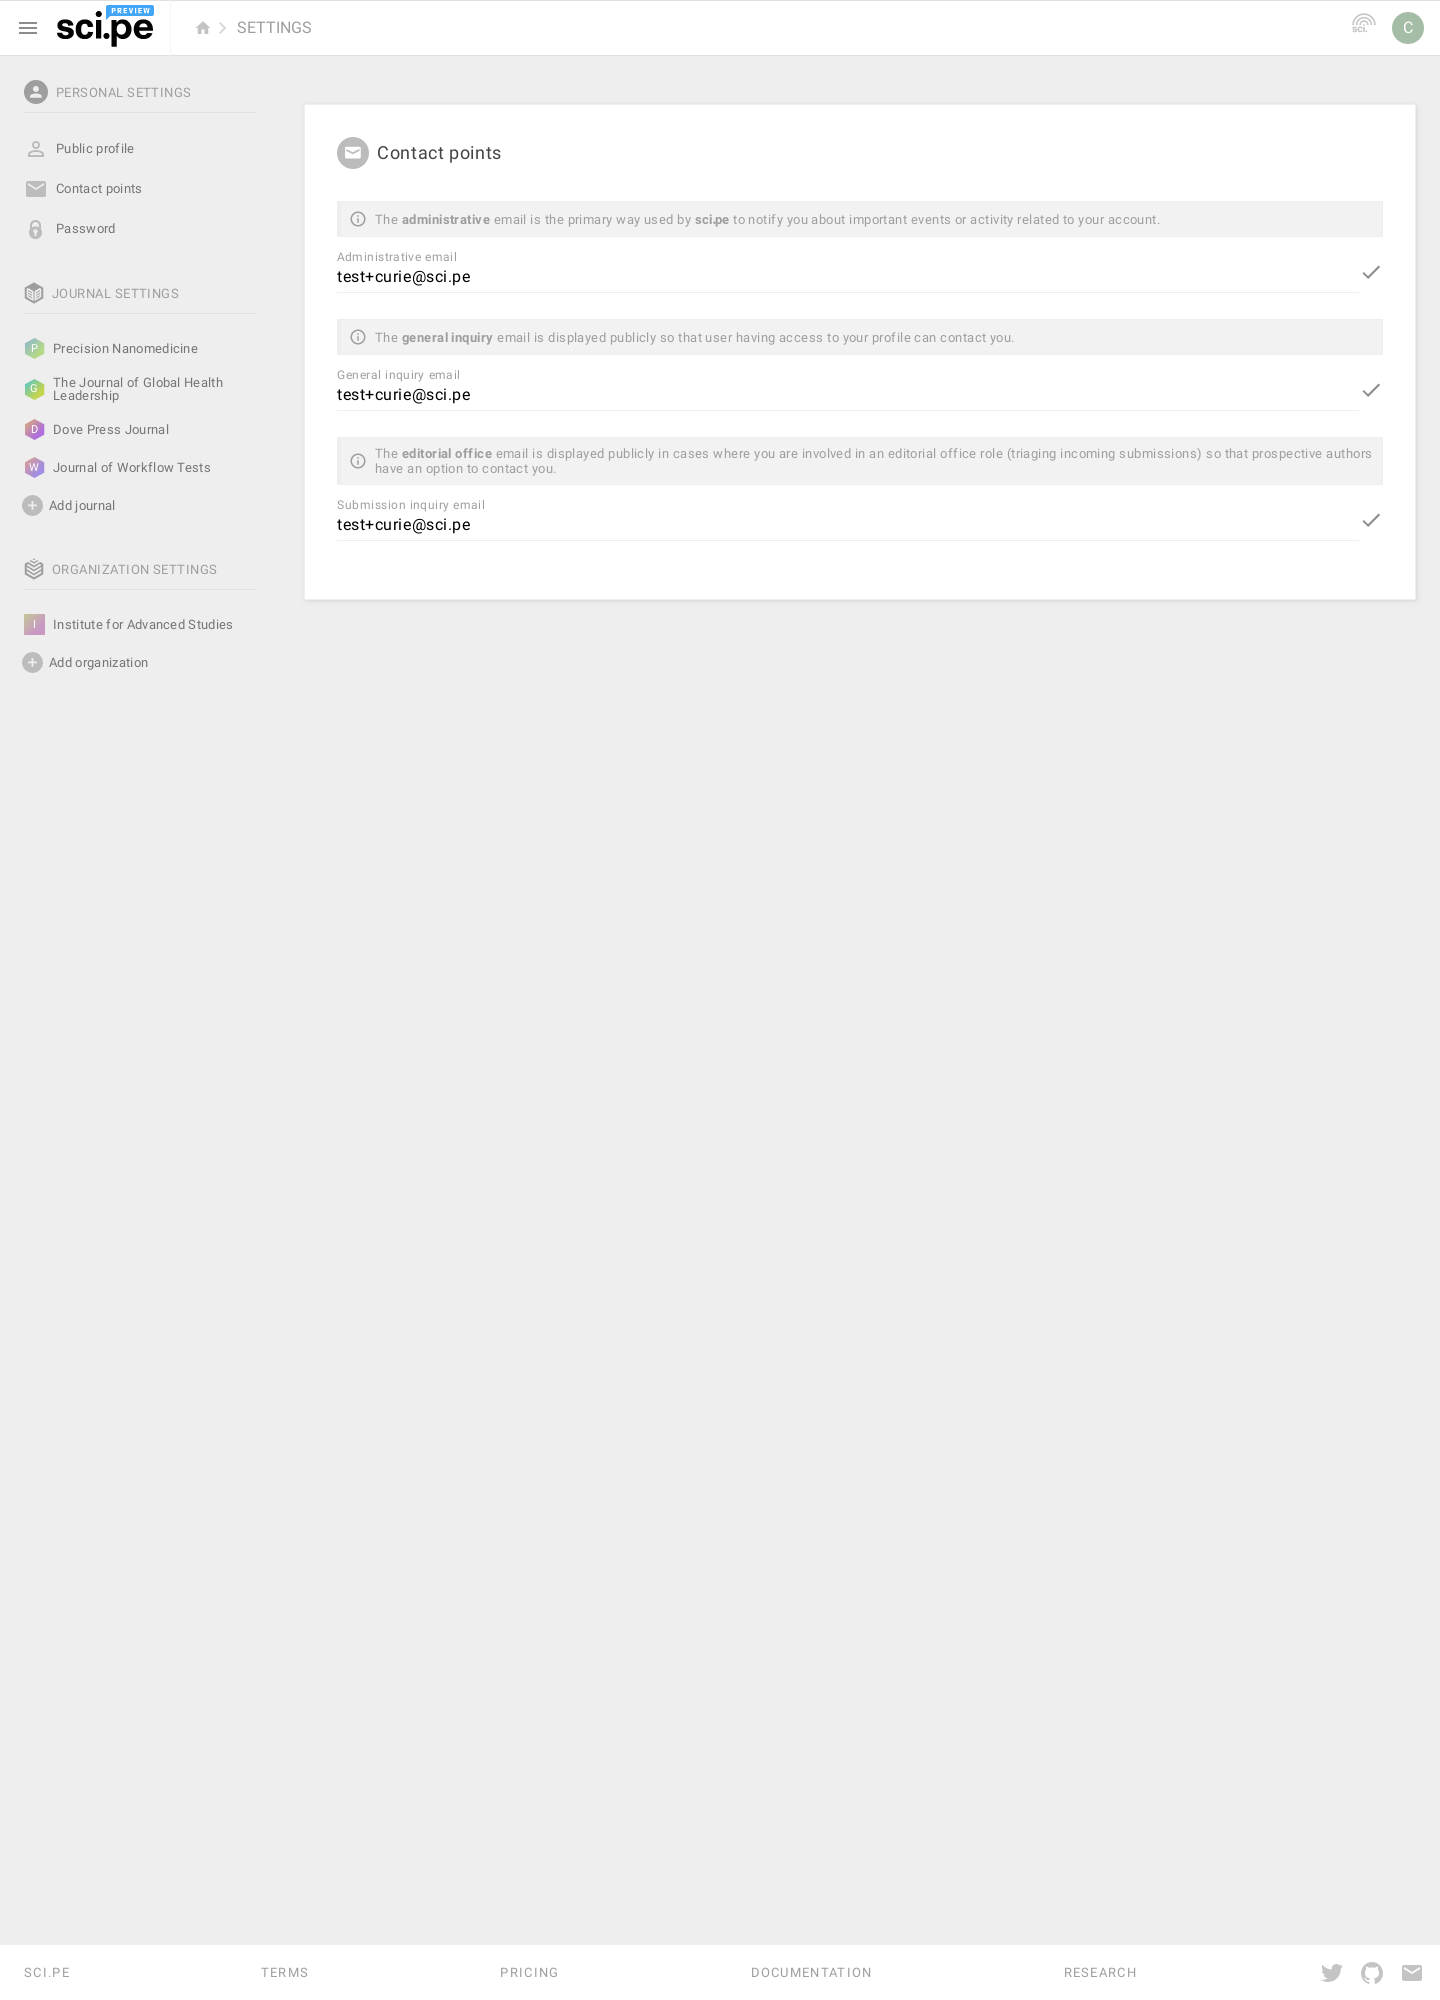 PREVIEW
sci.pe
SETTINGS
sci.
C
PERSONAL SETTINGS
Public profile
Contact points
Password
JOURNAL SETTINGS
P Precision Nanomedicine
G The Journal of Global Health
Leadership
D Dove Press Journal
W Journal of Workflow Tests
Add journal
ORGANIZATION SETTINGS
I Institute for Advanced Studies
Add organization
Contact points
The administrative email is the primary way used by sci.pe to notify you about important events or activity related to your account.
Administrative email
test+curie@sci.pe
The general inquiry email is displayed publicly so that user having access to your profile can contact you.
General inquiry email
test+curie@sci.pe
The editorial office email is displayed publicly in cases where you are involved in an editorial office role (triaging incoming submissions) so that prospective authors
have an option to contact you.
Submission inquiry email
test+curie@sci.pe
SCI.PE
TERMS
PRICING
DOCUMENTATION
RESEARCH